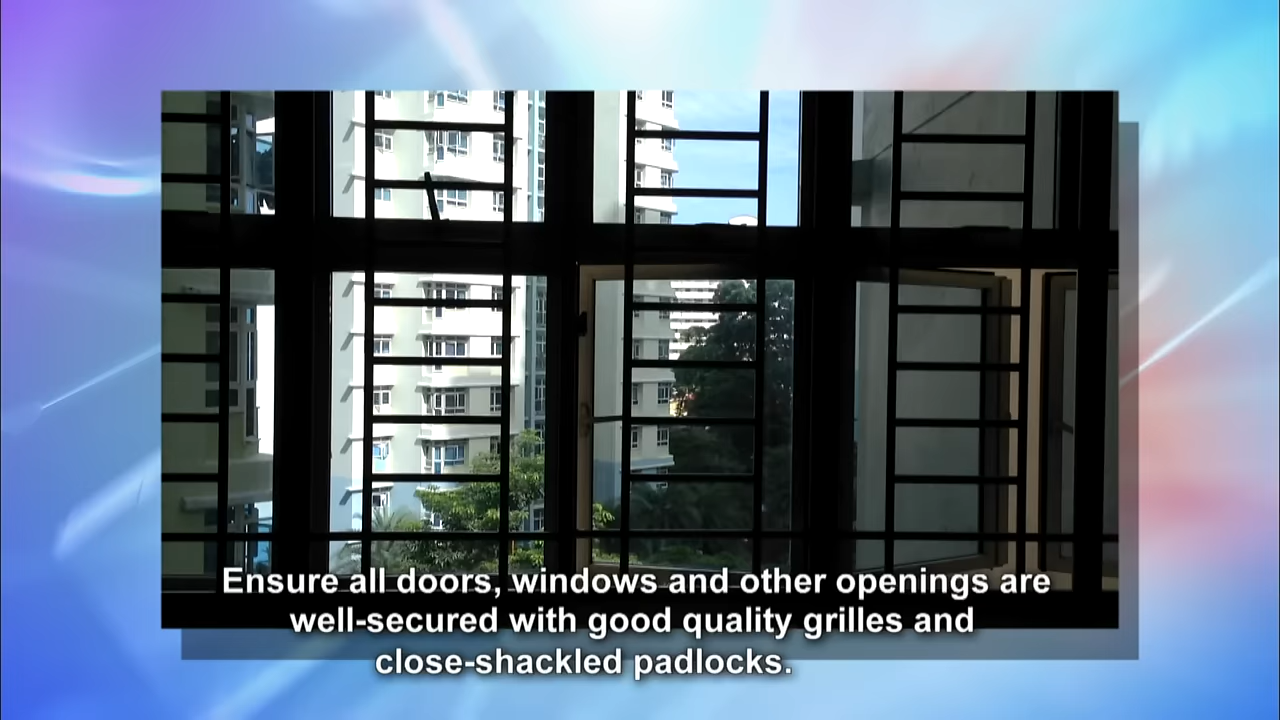 Ensure all doors, windows and other openings are
well-secured with good quality grilles and
close-shackled padlocks.